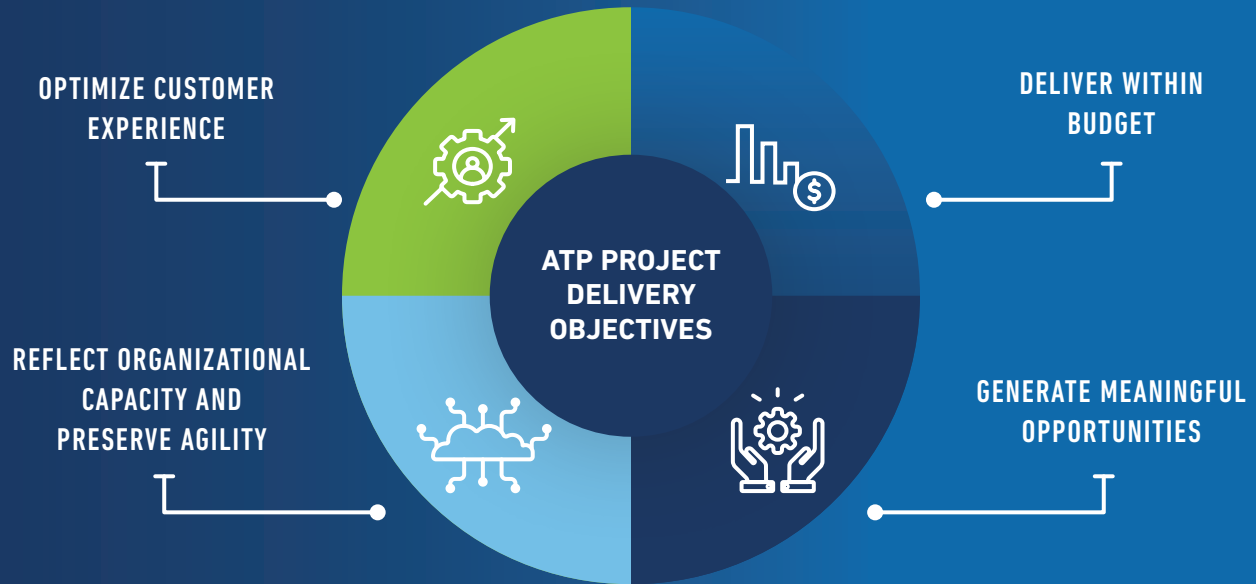 OPTIMIZE CUSTOMER
EXPERIENCE
DELIVER WITHIN
BUDGET
$
ATP PROJECT
DELIVERY
OBJECTIVES
REFLECT ORGANIZATIONAL
CAPACITY AND
PRESERVE AGILITY
GENERATE MEANINGFUL
OPPORTUNITIES